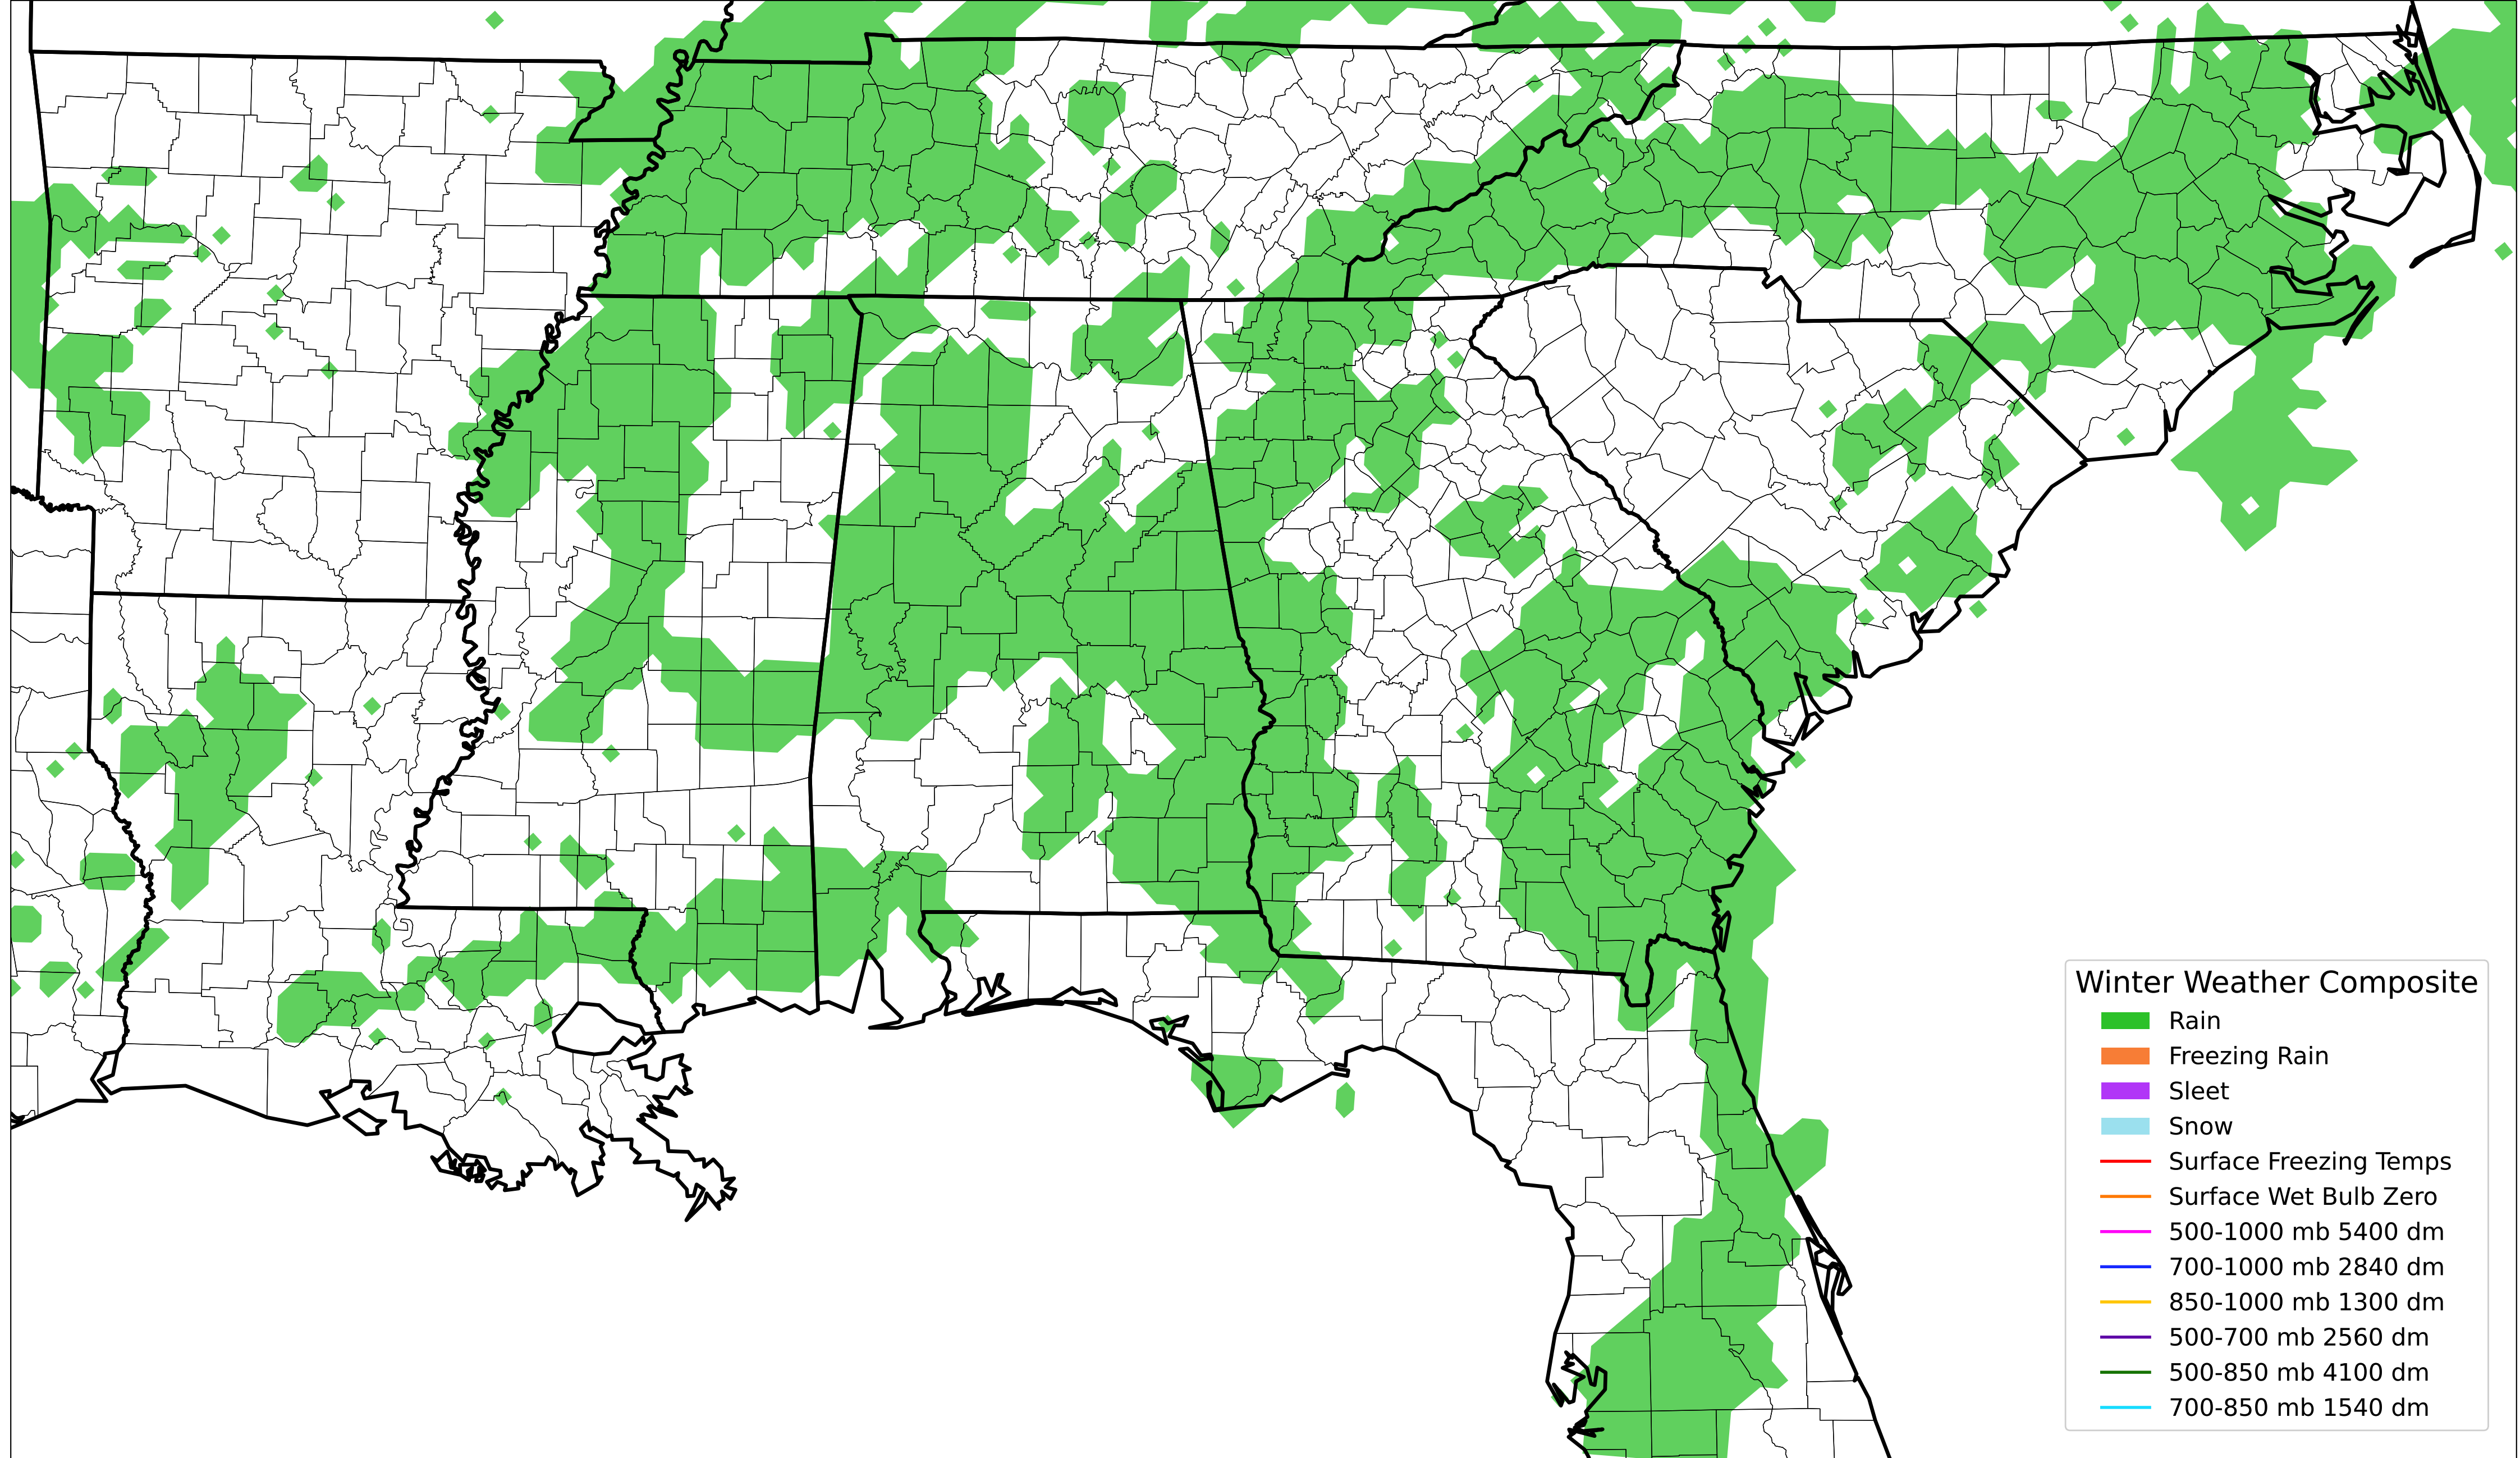 Winter Weather Composite
Rain
Freezing Rain
Sleet
Snow
Surface Freezing Temps
Surface Wet Bulb Zero
500-1000 mb 5400 dm
700-1000 mb 2840 dm
850-1000 mb 1300 dm
500-700 mb 2560 dm
500-850 mb 4100 dm
700-850 mb 1540 dm